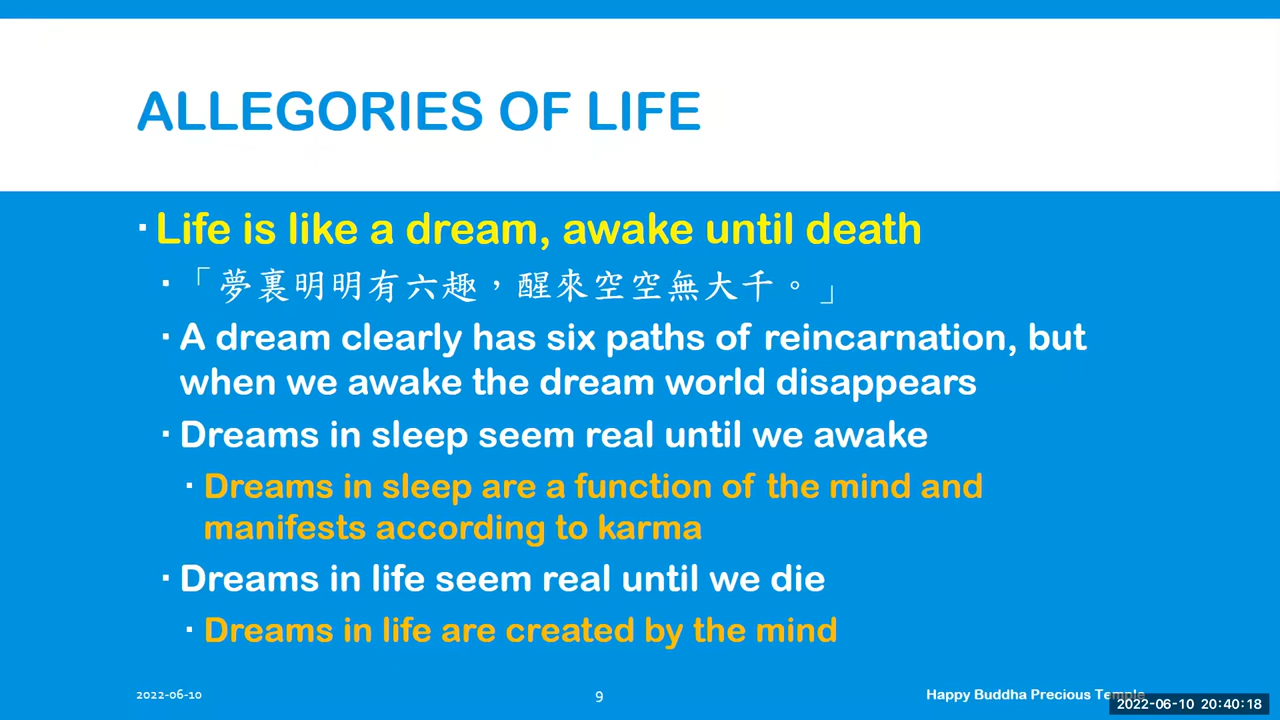 ALLEGORIES OF LIFE
Life is like a dream, awake until death
「夢裏明明有六趣，醒來空空無大千。」
A dream clearly has six paths of reincarnation, but
when we awake the dream world disappears
Dreams in sleep seem real until we awake
Dreams in sleep are a function of the mind and
manifests according to karma
Dreams in life seem real until we die
Dreams in life are created by the mind
2022-06-10
9
Happy Buddha Precious Temple
2022-06-10 20:40:18